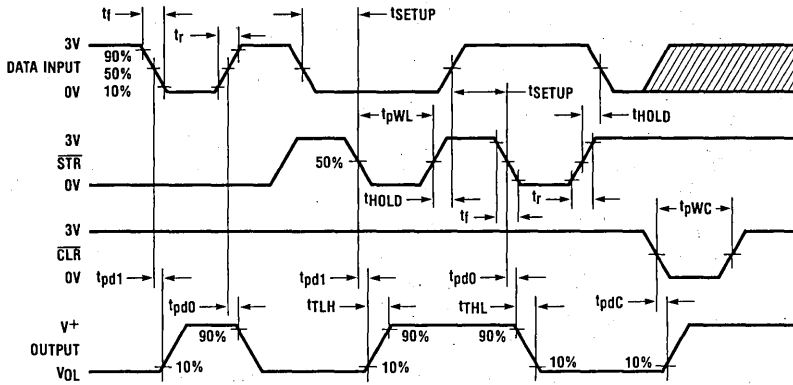 tf
tr
tSETUP
3V
90%
DATA INPUT 50%
10%
0V
tSETUP
tpWL
tHOLD
3V
STR
50%
0V
tHOLD
tf
tr
tpWC
3V
CLR
0V
tpd1
tpd0
tpd1
tTLH
tpd0
tTHL
tpdC
V+
OUTPUT
VOL
90%
10%
90%
90%
10%
10%
10%